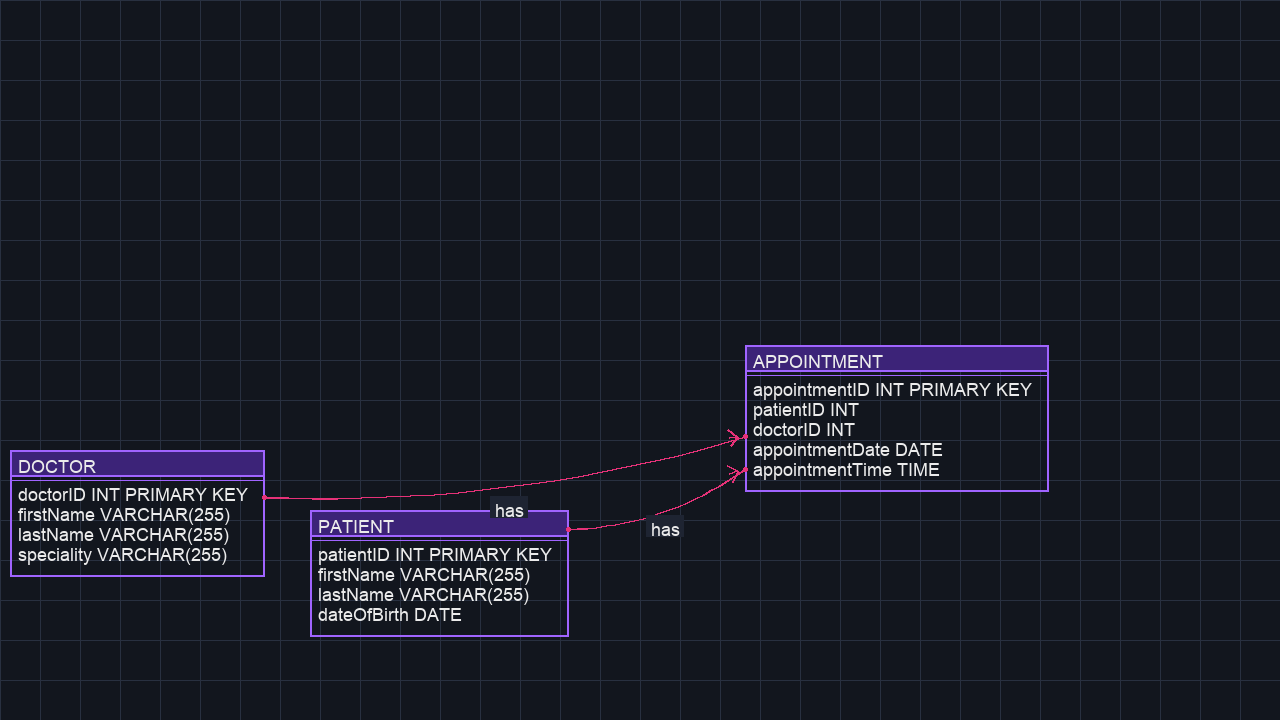 APPOINTMENT
appointmentID INT PRIMARY KEY
patientID INT
doctorID INT
appointmentDate DATE
appointmentTime TIME
DOCTOR
doctorID INT PRIMARY KEY
firstName VARCHAR(255)
lastName VARCHAR(255)
speciality VARCHAR(255)
has
PATIENT
patientID INT PRIMARY KEY
firstName VARCHAR(255)
lastName VARCHAR(255)
dateOfBirth DATE
has